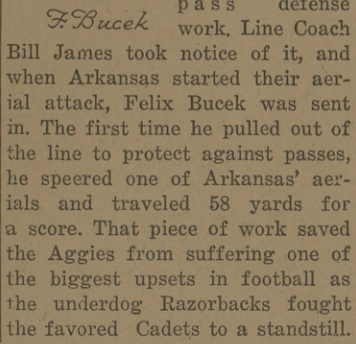 pass defense
F. Bucek
work. Line Coach
Bill James took notice of it, and
when Arkansas started their aer-
ial attack, Felix Bucek was sent
in. The first time he pulled out of
the line to protect against passes,
he speered one of Arkansas' aer-
ials and traveled 58 yards for
a score. That piece of work saved
the Aggies from suffering one of
the biggest upsets in football as
the underdog Razorbacks fought
the favored Cadets to a standstill.